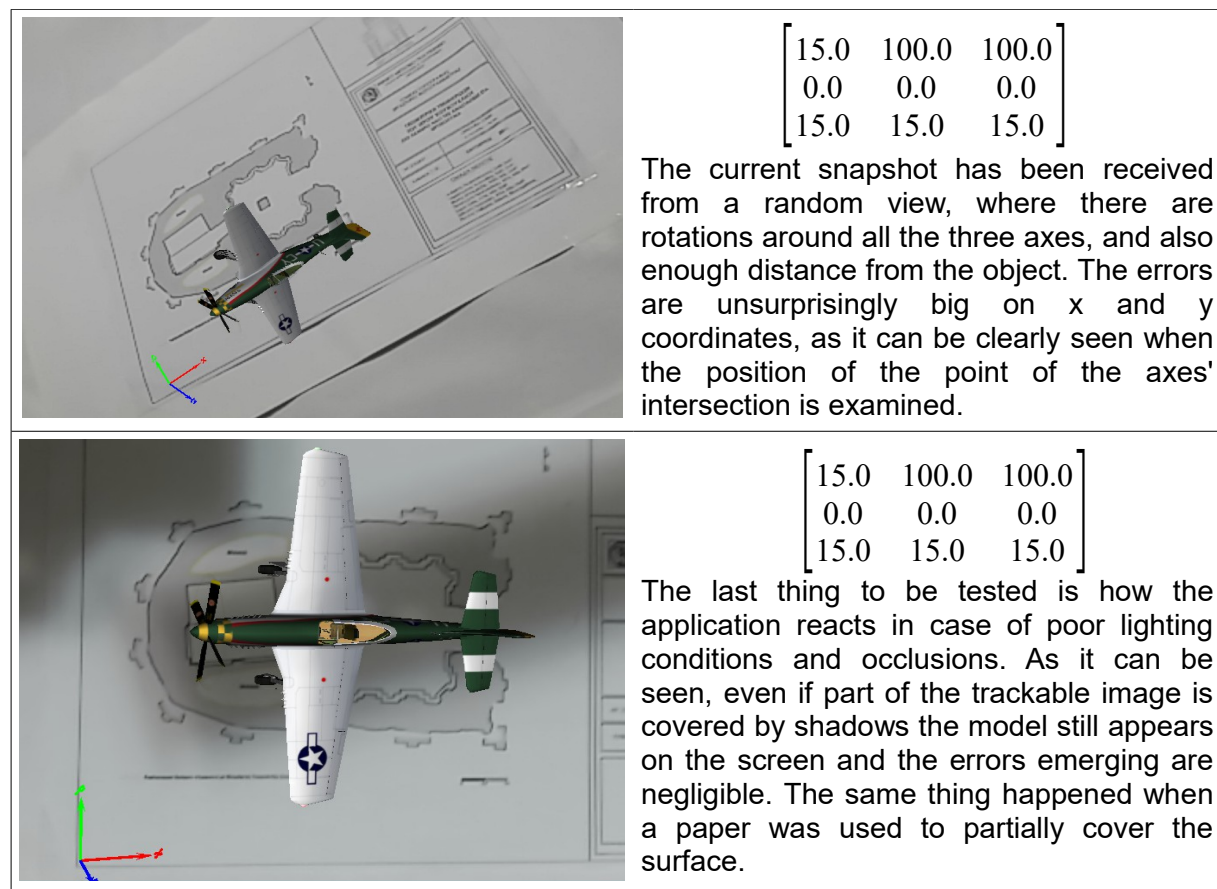 15.0 100.0 100.0
0.0 0.0 0.0
15.0 15.0 15.0
The current snapshot has been received
from a random view, where there are
rotations around all the three axes, and also
enough distance from the object. The errors
are unsurprisingly big on x and y
coordinates, as it can be clearly seen when
the position of the point of the axes'
intersection is examined.
15.0 100.0 100.0
0.0 0.0 0.0
15.0 15.0 15.0
The last thing to be tested is how the
application reacts in case of poor lighting
conditions and occlusions. As it can be
seen, even if part of the trackable image is
covered by shadows the model still appears
on the screen and the errors emerging are
negligible. The same thing happened when
a paper was used to partially cover the
surface.